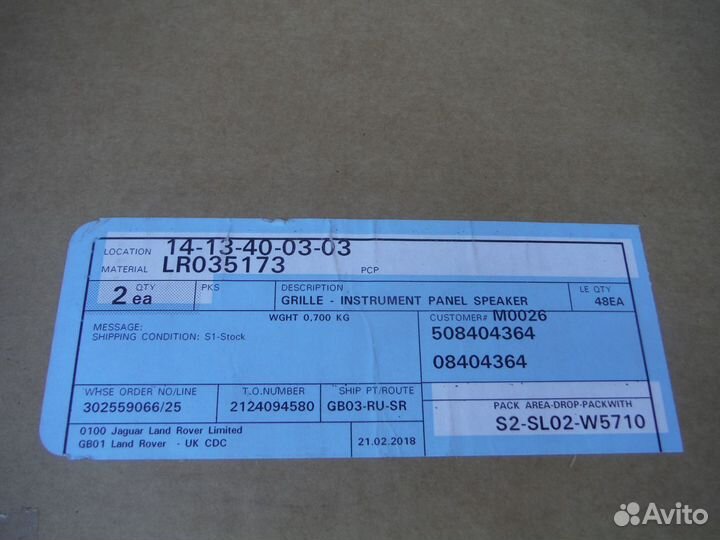 LOCATION 14-13-40-03-03
MATERIAL LR035173 PCP
QTY PKS DESCRIPTION LE QTY
2 ea GRILLE - INSTRUMENT PANEL SPEAKER 48EA
WGHT 0,700 KG CUSTOMER# M0026
MESSAGE: 508404364
SHIPPING CONDITION: S1-Stock
08404364
WHSE ORDER NO/LINE T.O.NUMBER SHIP PT/ROUTE
302559066/25 2124094580 GB03-RU-SR
PACK AREA-DROP-PACKWITH
S2-SL02-W5710
0100 Jaguar Land Rover Limited
GB01 Land Rover - UK CDC 21.02.2018
Avito